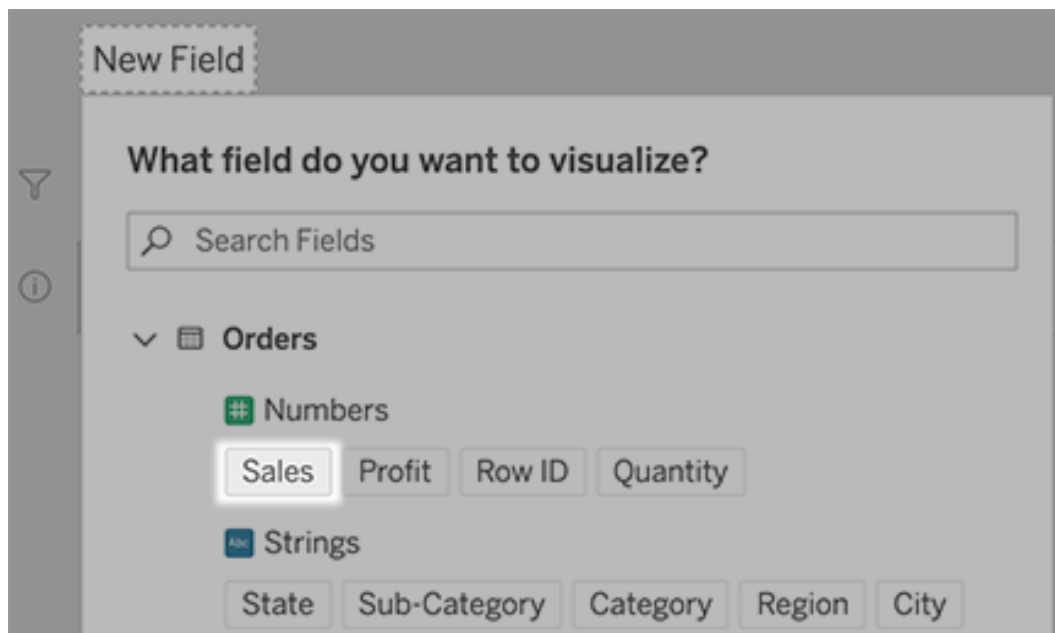 New Field
What field do you want to visualize?
Search Fields
Orders
# Numbers
Sales Profit Row ID Quantity
Abc Strings
State Sub-Category Category Region City